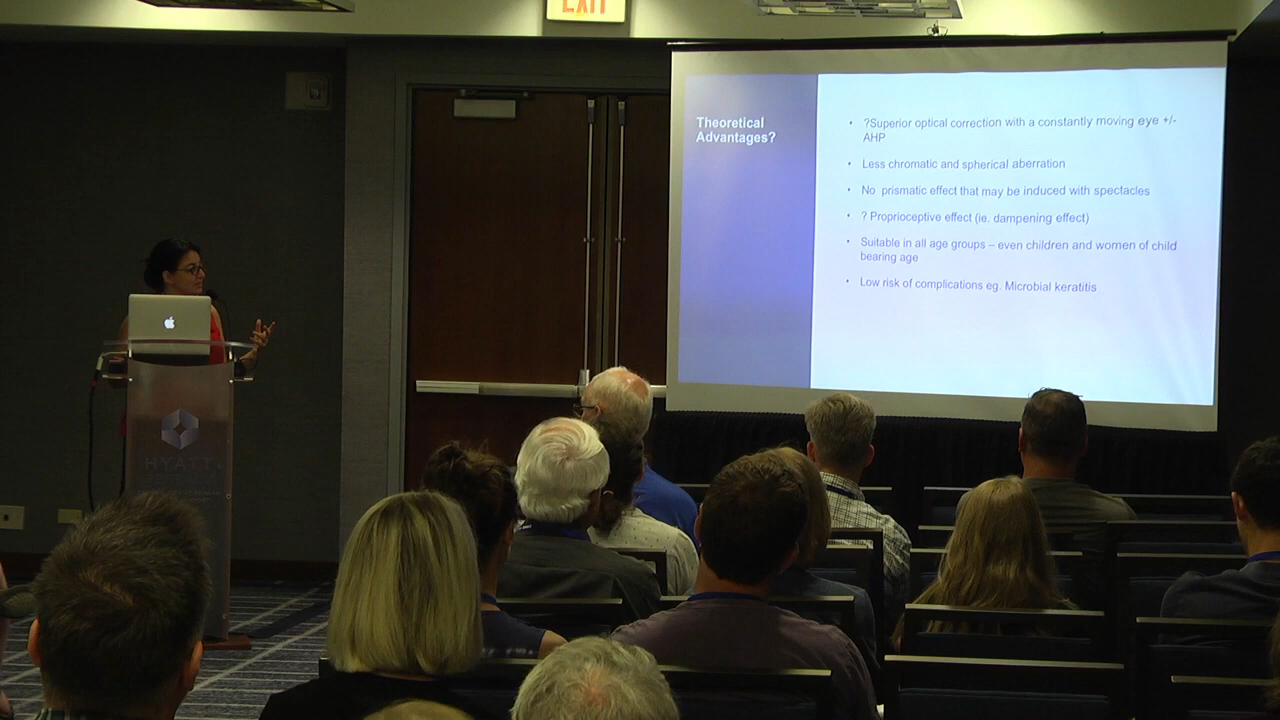 EXIT
Theoretical
Advantages?
• ?Superior optical correction with a constantly moving eye +/-
AHP
• Less chromatic and spherical aberration
• No prismatic effect that may be induced with spectacles
• ? Proprioceptive effect (ie. dampening effect)
• Suitable in all age groups – even children and women of child
bearing age
• Low risk of complications eg. Microbial keratitis
HYATT